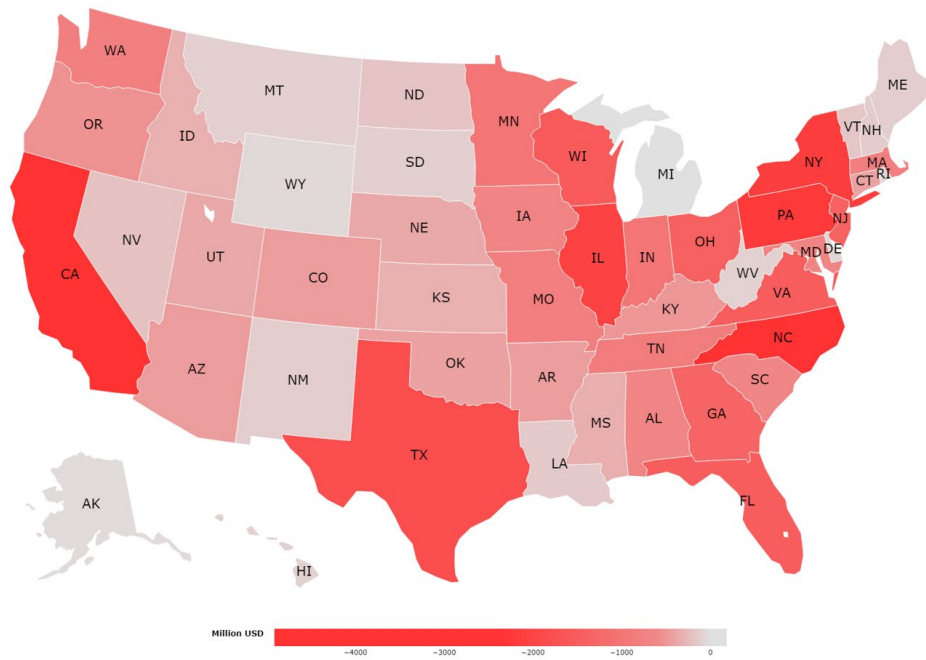 WA
ME
MT
ND
OR
MN
ID
VT NH
WI
NY
SD
MA
MI
WY
CT RI
PA
IA
NJ
NE
NV
OH
DE
UT
IL
IN
MD
CA
WV
CO
VA
KS
MO
KY
NC
TN
OK
AZ
AR
SC
NM
GA
MS
AL
TX
LA
FL
AK
HI
Million USD
−4000
−3000
−2000
−1000
0